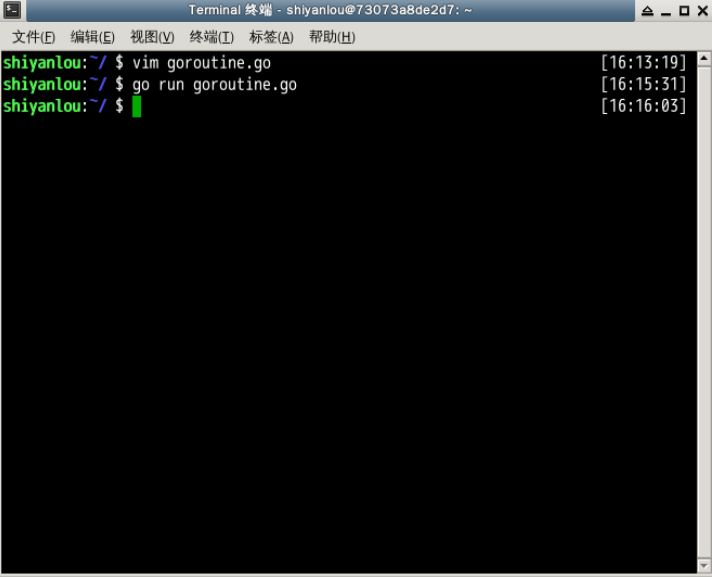 Terminal 终端 - shiyanlou@73073a8de2d7: ~
文件(F) 编辑(E) 视图(V) 终端(T) 标签(A) 帮助(H)
shiyanlou:~/ $ vim goroutine.go [16:13:19]
shiyanlou:~/ $ go run goroutine.go [16:15:31]
shiyanlou:~/ $ [16:16:03]